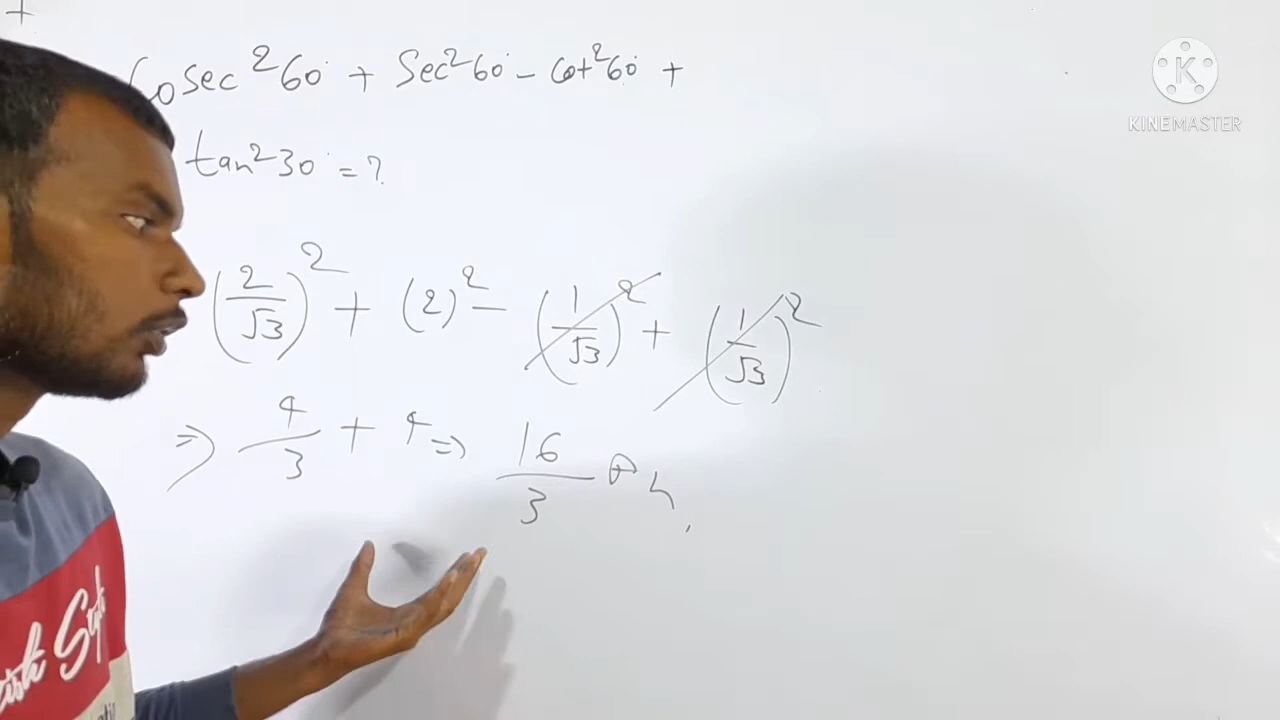 +
Cosec²60° + Sec²60° - Cot²60° +
tan²30° = ?
(2/√3)² + (2)² - (1/√3)² + (1/√3)²
⇒ 4/3 + 4 ⇒ 16/3
KINEMASTER